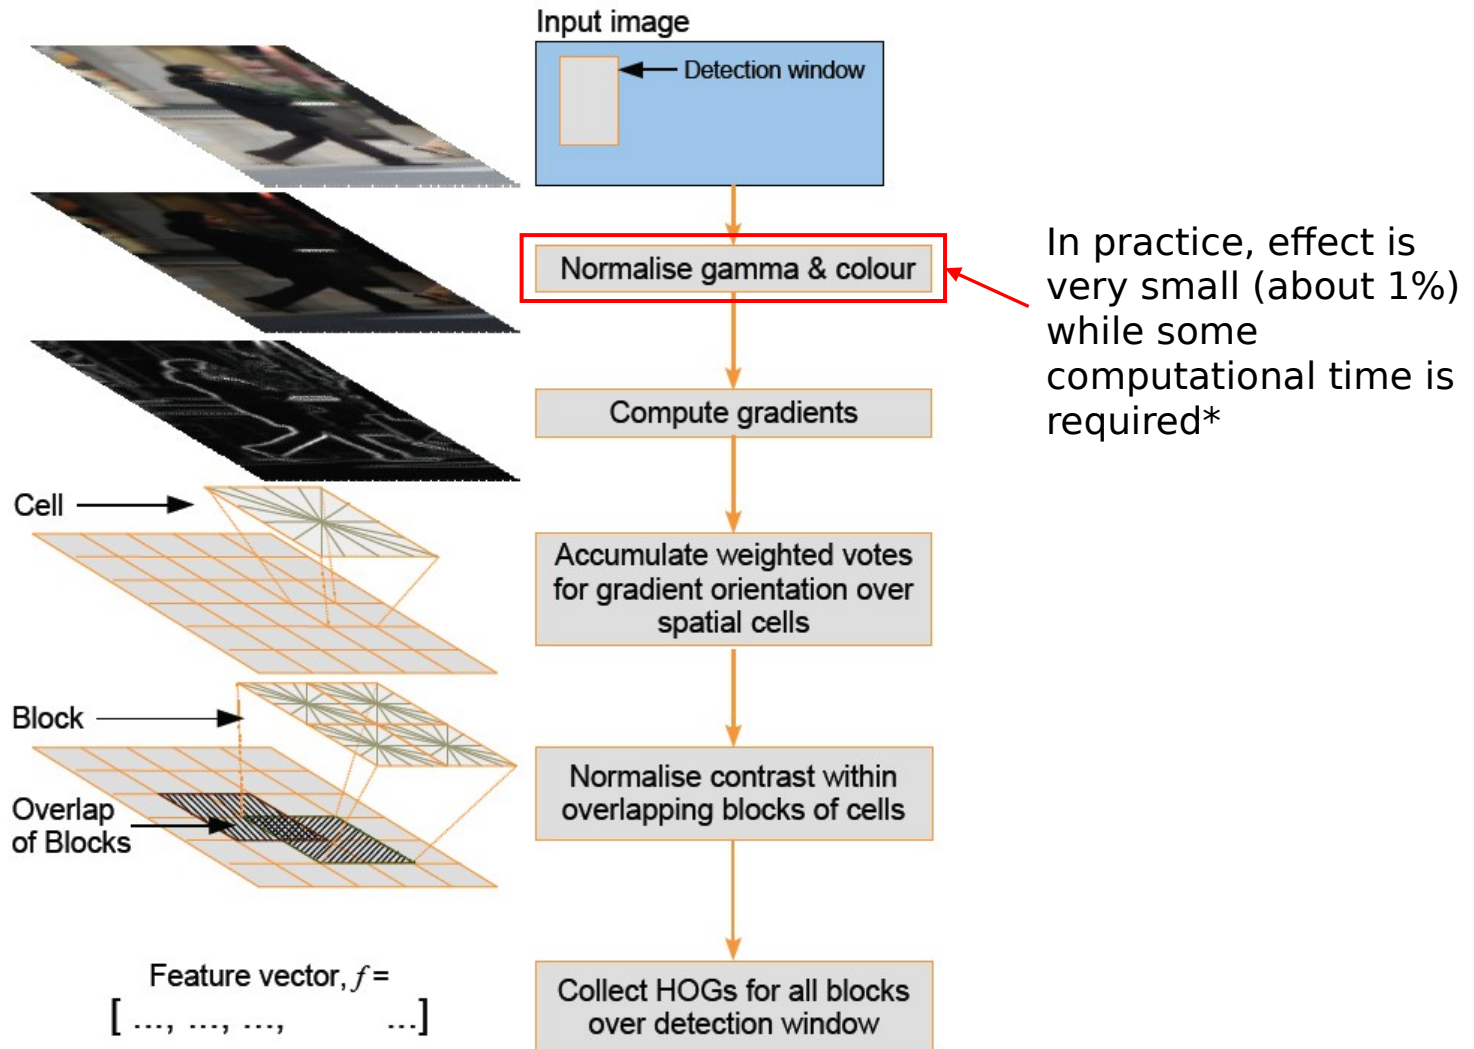 Input image
Detection window
Normalise gamma & colour
In practice, effect is
very small (about 1%)
while some
computational time is
required*
Compute gradients
Cell
Accumulate weighted votes
for gradient orientation over
spatial cells
Block
Overlap
of Blocks
Normalise contrast within
overlapping blocks of cells
Feature vector, f =
[ ..., ..., ..., ...]
Collect HOGs for all blocks
over detection window